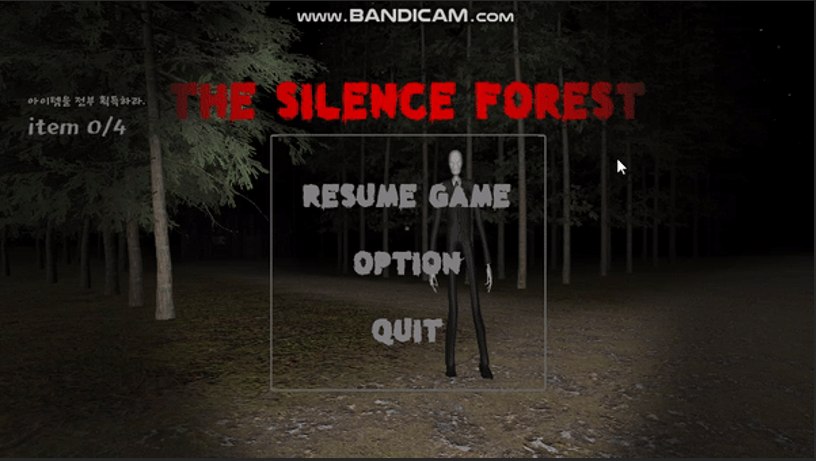 www.BANDICAM.com
THE SILENCE FOREST
아이템을 전부 획득하라.
item 0/4
RESUME GAME
OPTION
QUIT